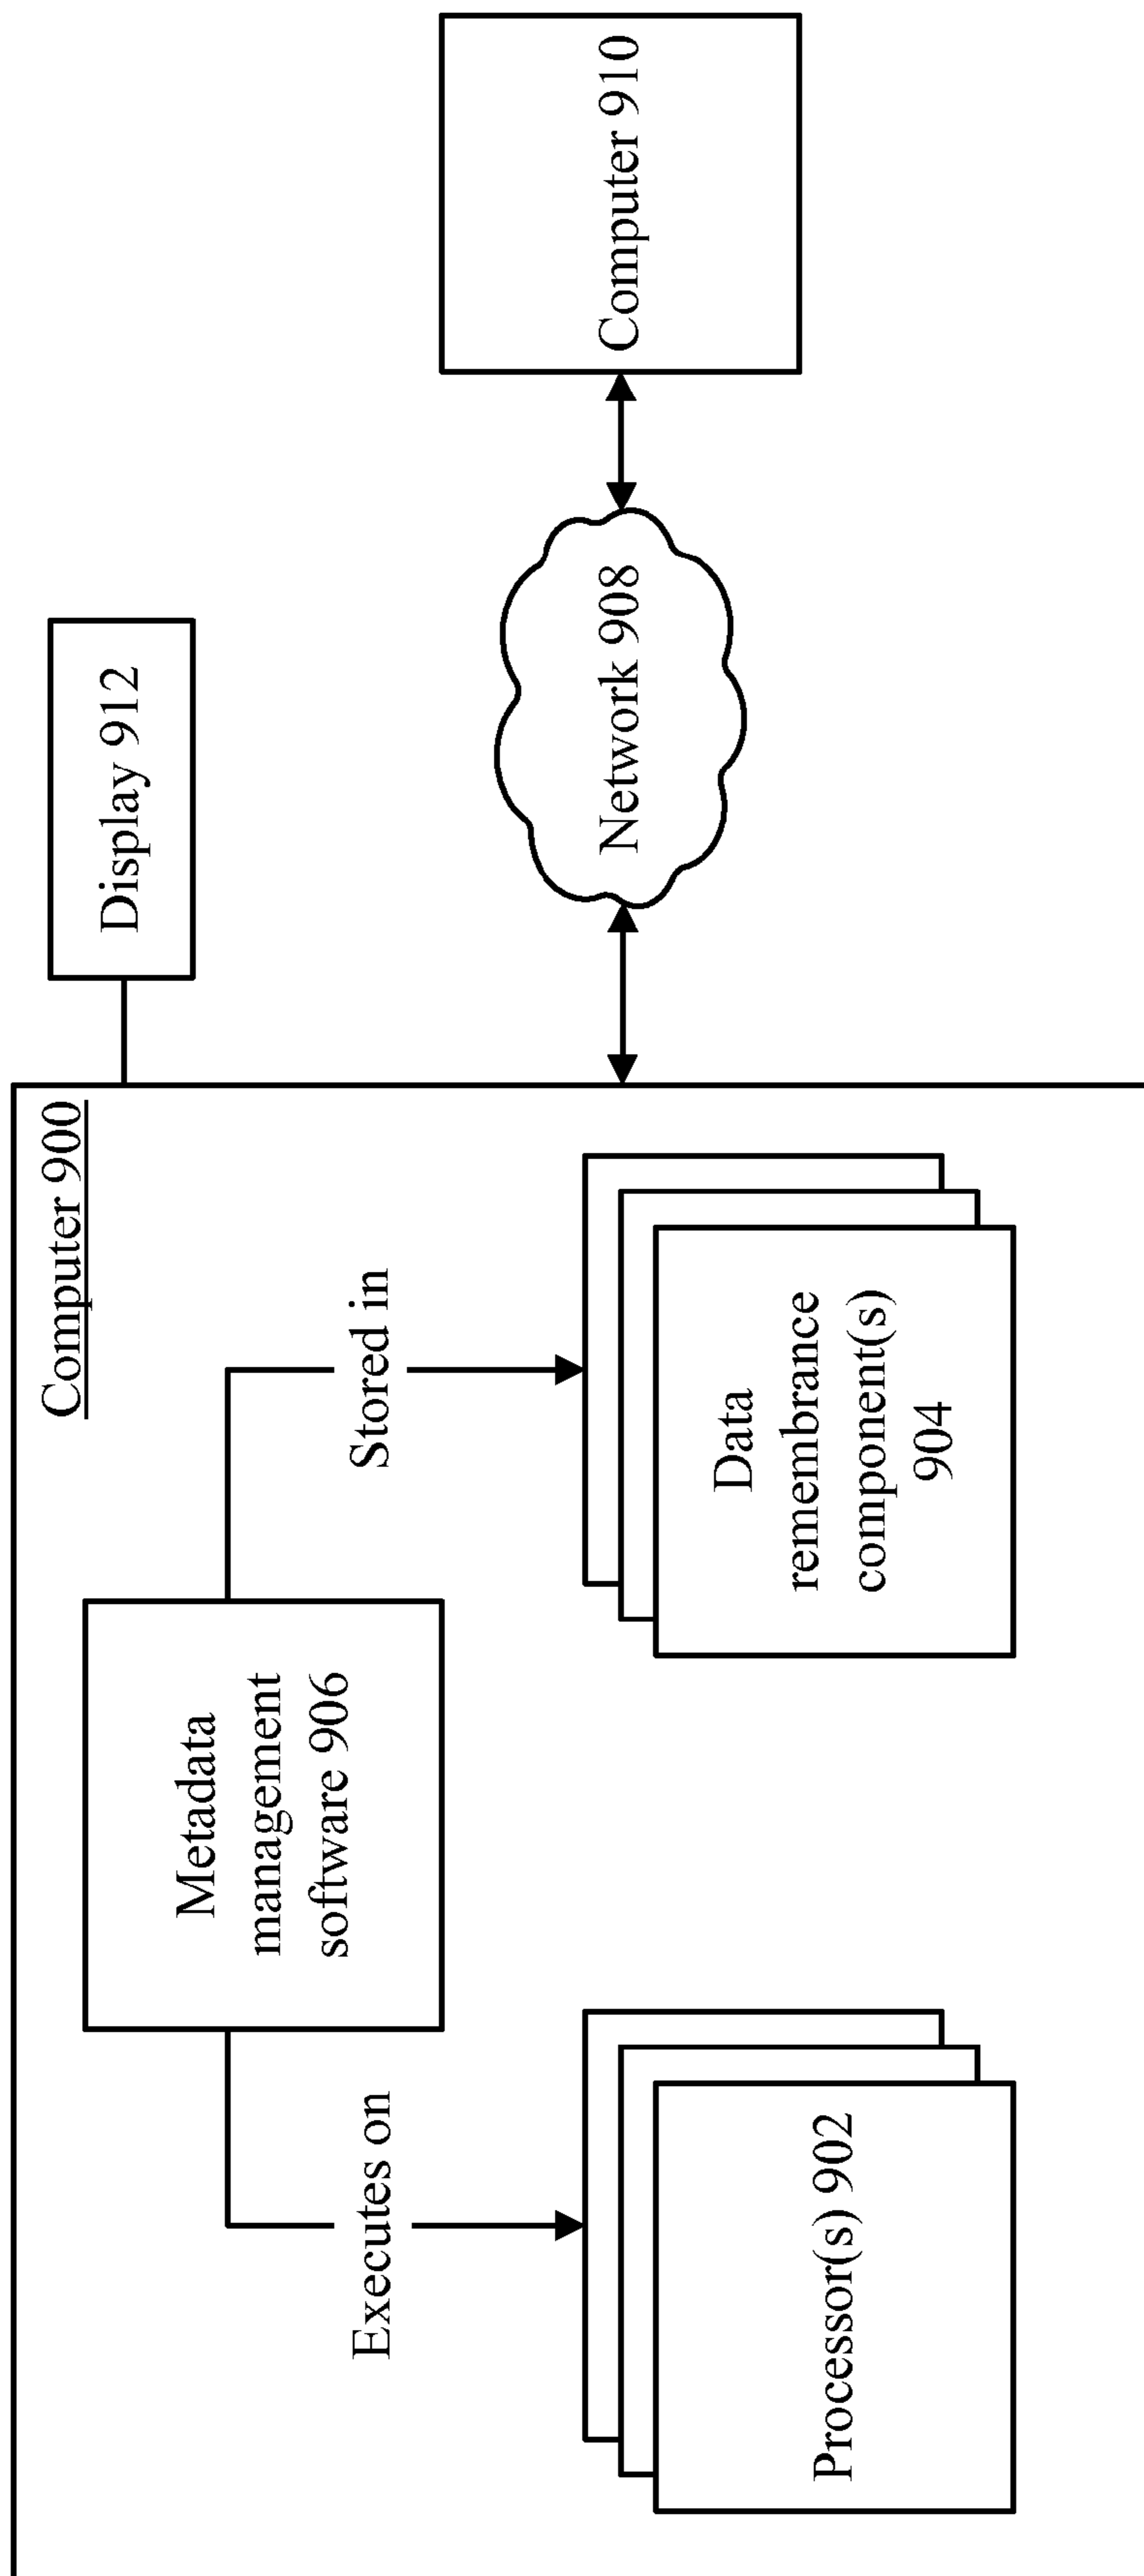 Computer 900
Metadata
management
software 906
Executes on
Stored in
Processor(s) 902
Data
remembrance
component(s)
904
Display 912
Network 908
Computer 910